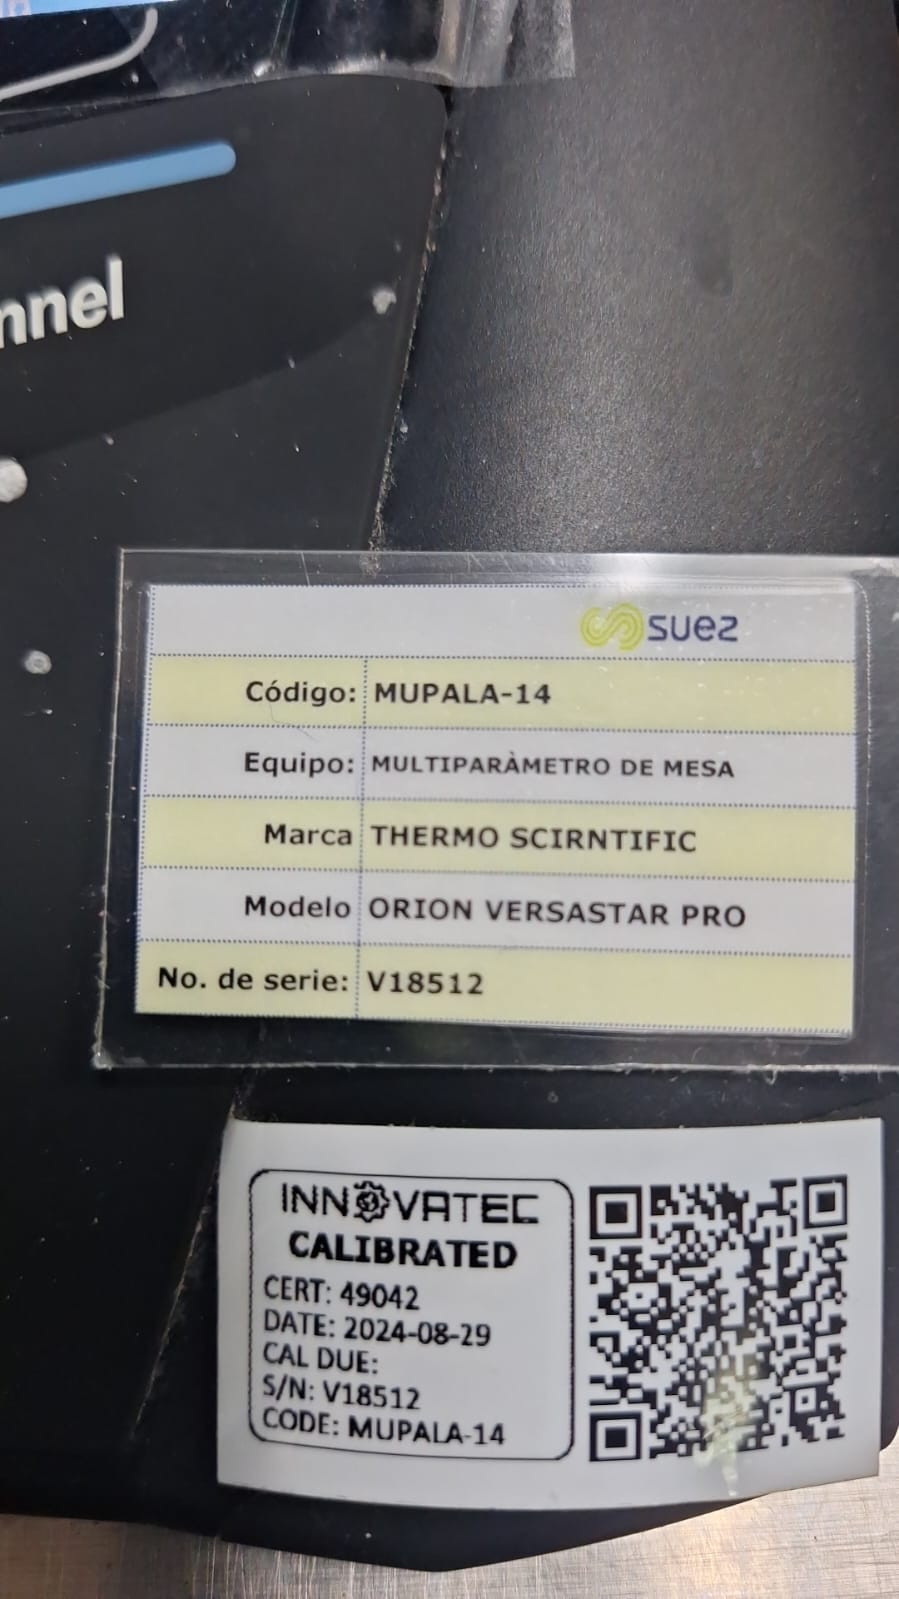 nnel
suez
Código: MUPALA-14
Equipo: MULTIPARÀMETRO DE MESA
Marca THERMO SCIRNTIFIC
Modelo ORION VERSASTAR PRO
No. de serie: V18512
INNOVATEC
CALIBRATED
CERT: 49042
DATE: 2024-08-29
CAL DUE:
S/N: V18512
CODE: MUPALA-14